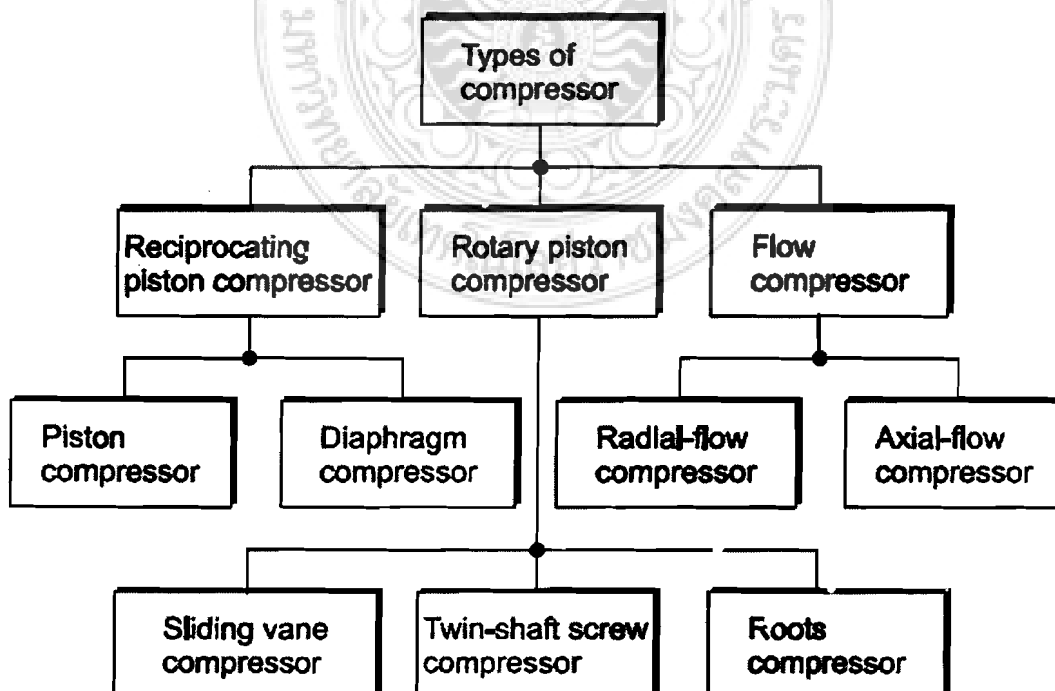 Types of
compressor
Reciprocating
piston compressor
Rotary piston
compressor
Flow
compressor
Piston
compressor
Diaphragm
compressor
Radial-flow
compressor
Axial-flow
compressor
Sliding vane
compressor
Twin-shaft screw
compressor
Roots
compressor